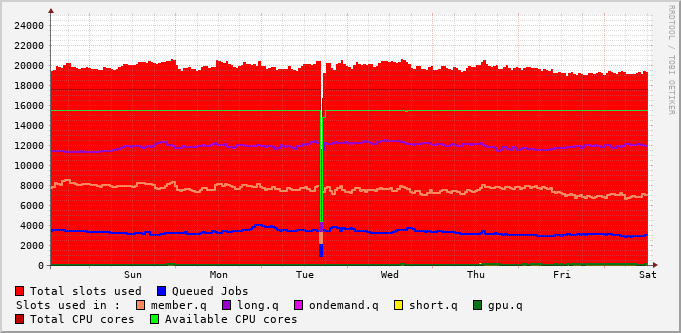 RRDTOOL / TOBI OETIKER
24000
22000
20000
18000
16000
14000
12000
10000
8000
6000
4000
2000
0
Sun Mon Tue Wed Thu Fri Sat
Total slots used Queued Jobs
Slots used in : member.q long.q ondemand.q short.q gpu.q
Total CPU cores Available CPU cores